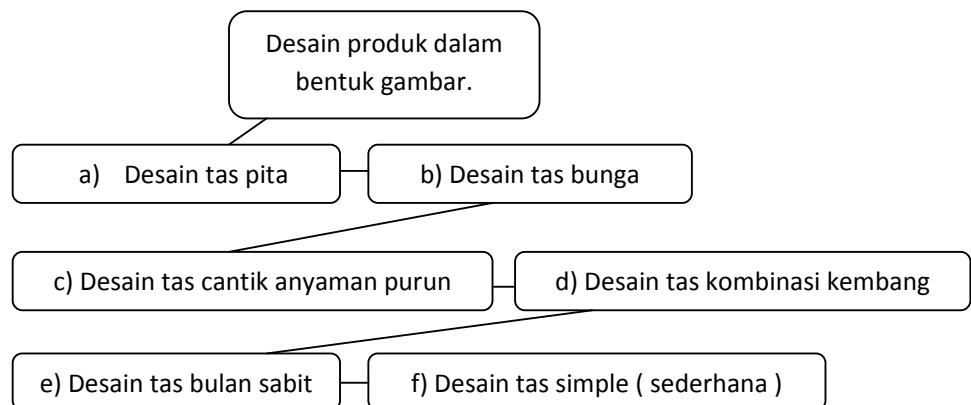 Desain produk dalam
bentuk gambar.
a) Desain tas pita
b) Desain tas bunga
c) Desain tas cantik anyaman purun
d) Desain tas kombinasi kembang
e) Desain tas bulan sabit
f) Desain tas simple ( sederhana )